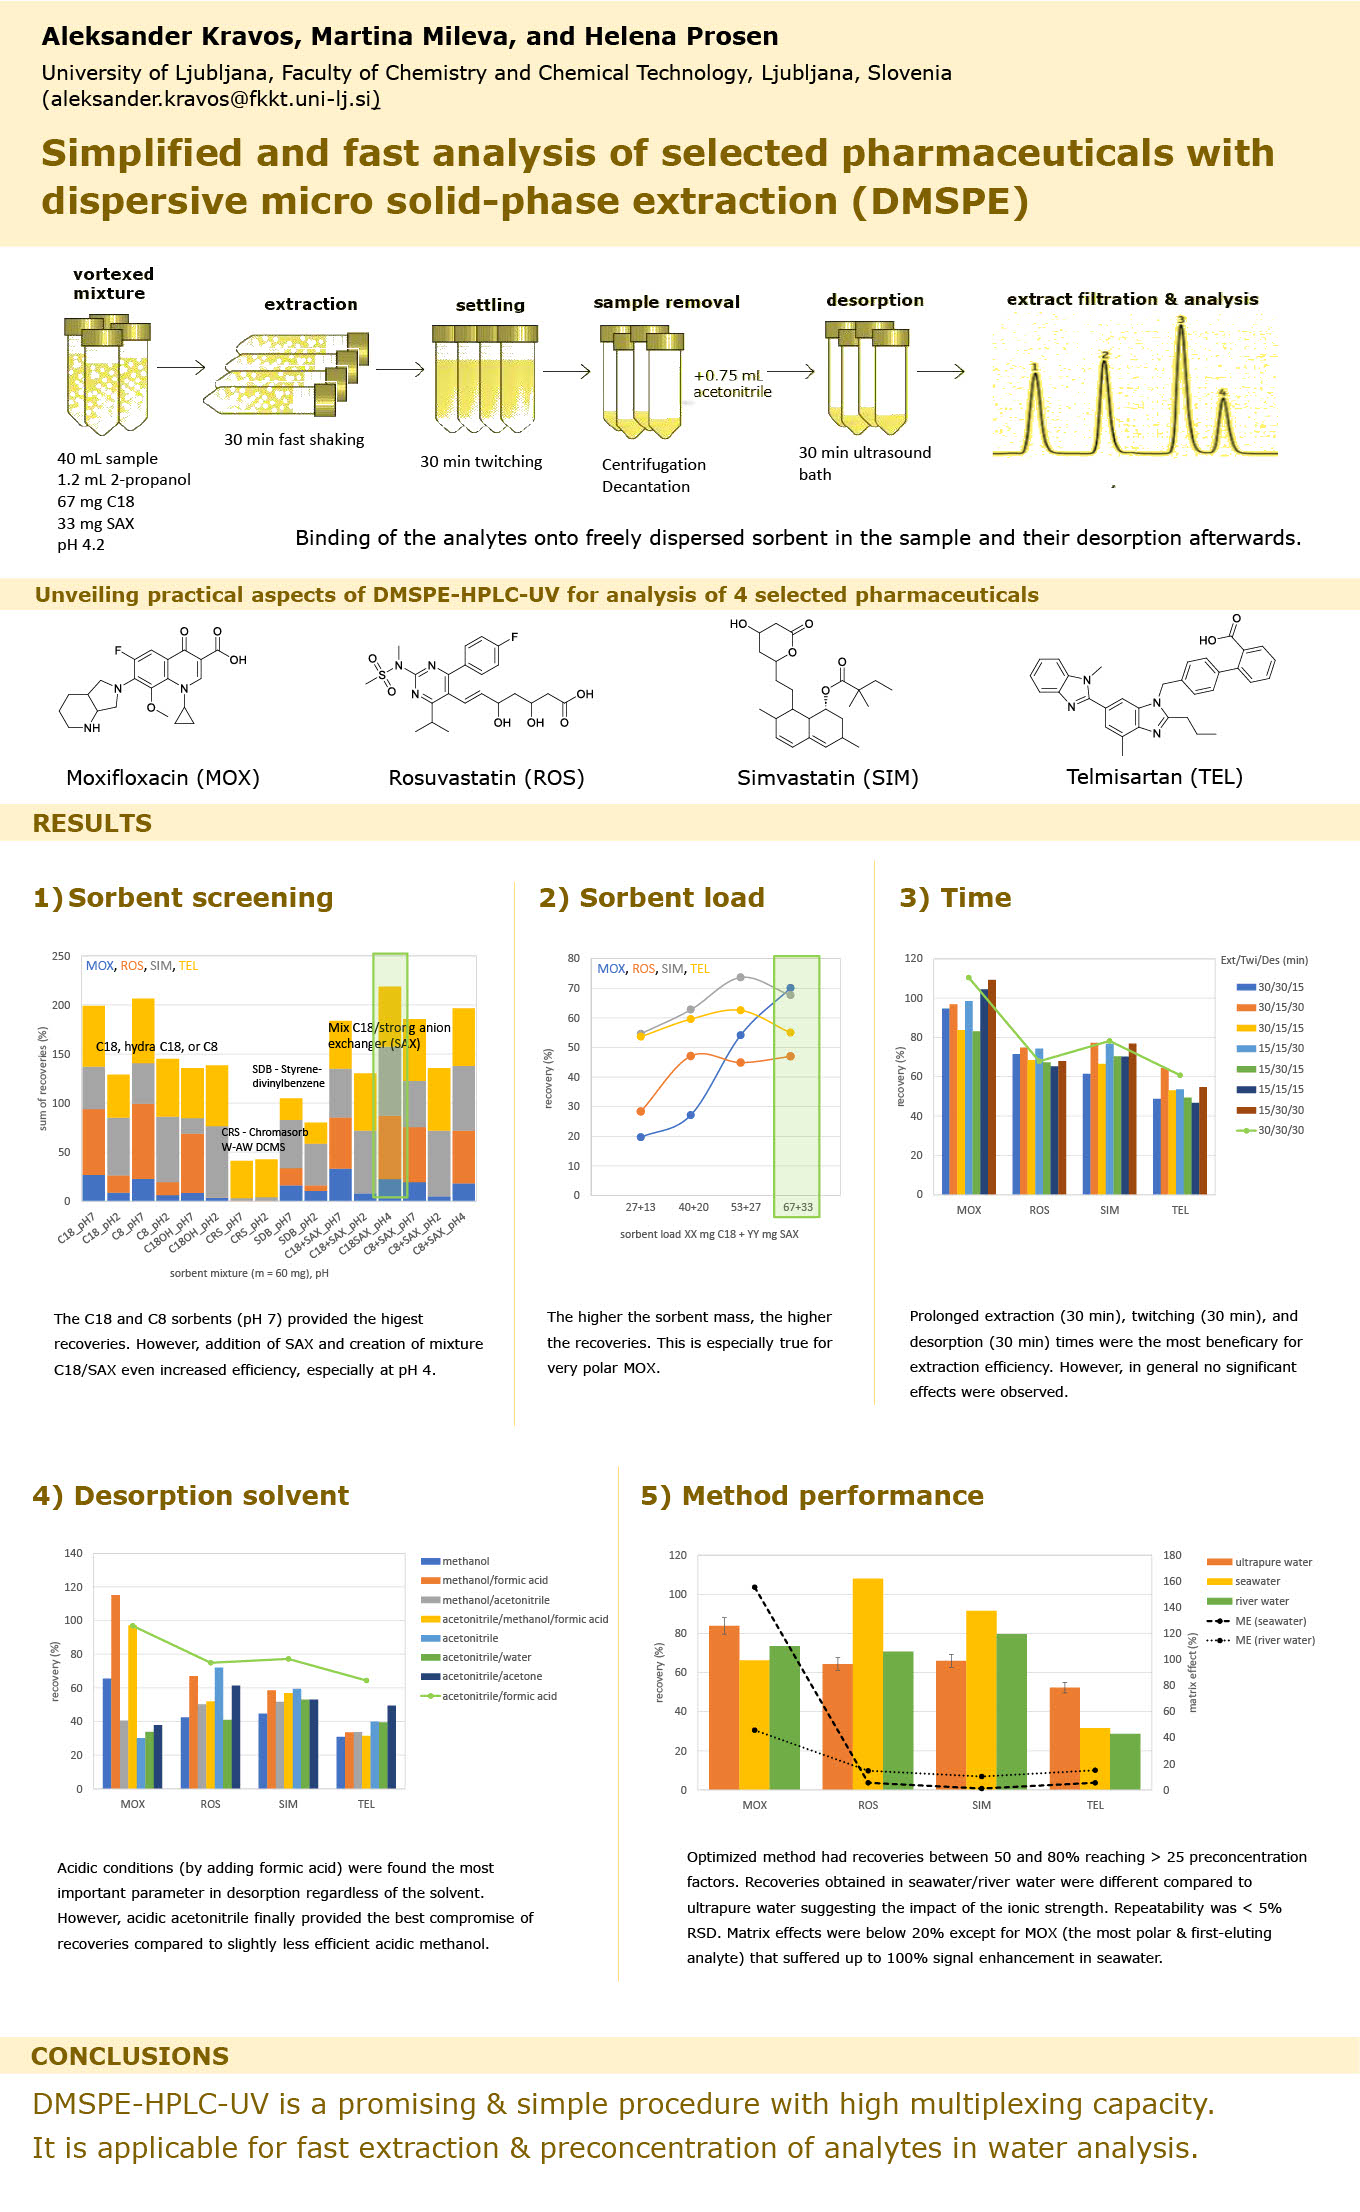 Aleksander Kravos, Martina Mileva, and Helena Prosen
University of Ljubljana, Faculty of Chemistry and Chemical Technology, Ljubljana, Slovenia
(aleksander.kravos@fkkt.uni-lj.si)
Simplified and fast analysis of selected pharmaceuticals with
dispersive micro solid-phase extraction (DMSPE)
vortexed
mixture
extraction
settling
sample removal
desorption
extract filtration & analysis
1
2
3
4
+0.75 mL
acetonitrile
30 min fast shaking
30 min twitching
Centrifugation
Decantation
30 min ultrasound
bath
40 mL sample
1.2 mL 2-propanol
67 mg C18
33 mg SAX
pH 4.2
Binding of the analytes onto freely dispersed sorbent in the sample and their desorption afterwards.
Unveiling practical aspects of DMSPE-HPLC-UV for analysis of 4 selected pharmaceuticals
F
O
O
OH
N
N
O
NH
O
S
O
N
N
N
F
OH
OH
O
OH
HO
O
O
O
O
N
N
N
N
HO
O
Moxifloxacin (MOX)
Rosuvastatin (ROS)
Simvastatin (SIM)
Telmisartan (TEL)
RESULTS
1) Sorbent screening
MOX, ROS, SIM, TEL
250
200
150
100
50
0
sum of recoveries (%)
C18, hydra C18, or C8
Mix C18/strong anion
exchanger (SAX)
SDB - Styrene-
divinylbenzene
CRS - Chromasorb
W-AW DCMS
C18_pH7
C18_pH2
C8_pH7
C8_pH2
C18OH_pH7
C18OH_pH2
CRS_pH7
CRS_pH2
SDB_pH7
SDB_pH2
C18+SAX_pH7
C18+SAX_pH2
C18SAX_pH4
C8+SAX_pH7
C8+SAX_pH2
C8+SAX_pH4
sorbent mixture (m = 60 mg), pH
The C18 and C8 sorbents (pH 7) provided the higest
recoveries. However, addition of SAX and creation of mixture
C18/SAX even increased efficiency, especially at pH 4.
2) Sorbent load
MOX, ROS, SIM, TEL
80
70
60
50
40
30
20
10
0
recovery (%)
27+13
40+20
53+27
67+33
sorbent load XX mg C18 + YY mg SAX
The higher the sorbent mass, the higher
the recoveries. This is especially true for
very polar MOX.
3) Time
120
100
80
60
40
20
0
recovery (%)
MOX
ROS
SIM
TEL
Ext/Twi/Des (min)
30/30/15
30/15/30
30/15/15
15/15/30
15/30/15
15/15/15
15/30/30
30/30/30
Prolonged extraction (30 min), twitching (30 min), and
desorption (30 min) times were the most beneficary for
extraction efficiency. However, in general no significant
effects were observed.
4) Desorption solvent
140
120
100
80
60
40
20
0
recovery (%)
MOX
ROS
SIM
TEL
methanol
methanol/formic acid
methanol/acetonitrile
acetonitrile/methanol/formic acid
acetonitrile
acetonitrile/water
acetonitrile/acetone
acetonitrile/formic acid
Acidic conditions (by adding formic acid) were found the most
important parameter in desorption regardless of the solvent.
However, acidic acetonitrile finally provided the best compromise of
recoveries compared to slightly less efficient acidic methanol.
5) Method performance
120
100
80
60
40
20
0
recovery (%)
MOX
ROS
SIM
TEL
180
160
140
120
100
80
60
40
20
0
matrix effect (%)
ultrapure water
seawater
river water
ME (seawater)
ME (river water)
Optimized method had recoveries between 50 and 80% reaching > 25 preconcentration
factors. Recoveries obtained in seawater/river water were different compared to
ultrapure water suggesting the impact of the ionic strength. Repeatability was < 5%
RSD. Matrix effects were below 20% except for MOX (the most polar & first-eluting
analyte) that suffered up to 100% signal enhancement in seawater.
CONCLUSIONS
DMSPE-HPLC-UV is a promising & simple procedure with high multiplexing capacity.
It is applicable for fast extraction & preconcentration of analytes in water analysis.